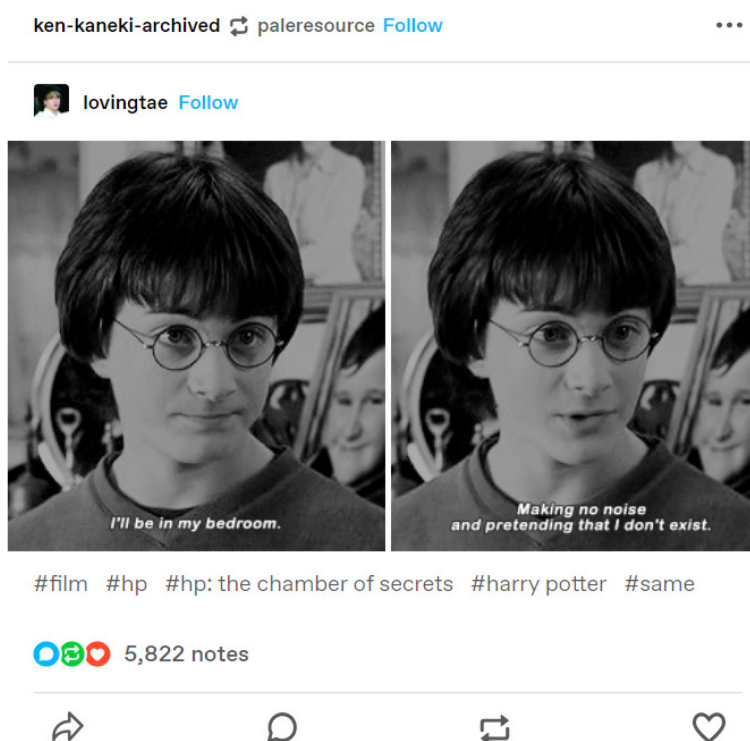 ken-kaneki-archived paleresource Follow
lovingtae Follow
I'll be in my bedroom.
Making no noise
and pretending that I don't exist.
#film #hp #hp: the chamber of secrets #harry potter #same
5,822 notes